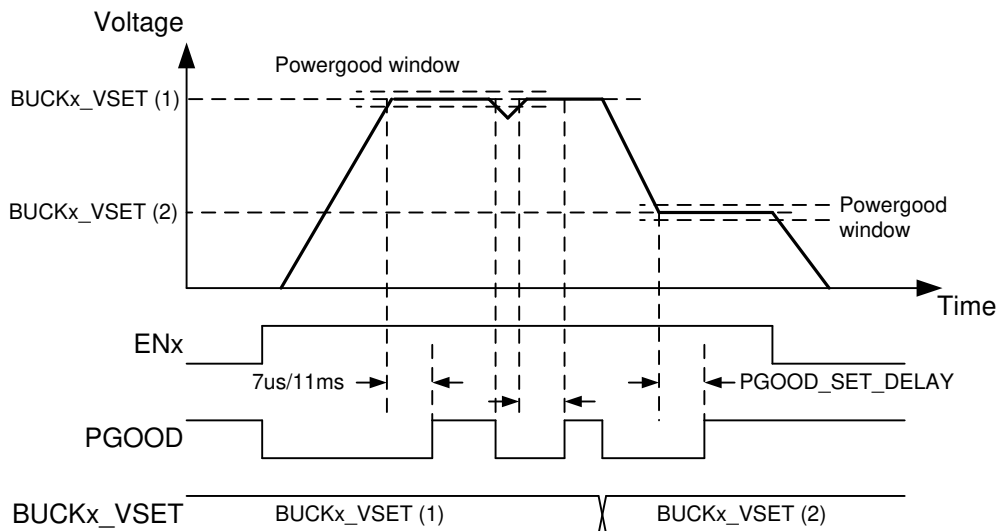 Voltage
Powergood window
BUCKx_VSET (1)
BUCKx_VSET (2)
Powergood
window
Time
ENx
7us/11ms
PGOOD_SET_DELAY
PGOOD
BUCKx_VSET
BUCKx_VSET (1)
BUCKx_VSET (2)